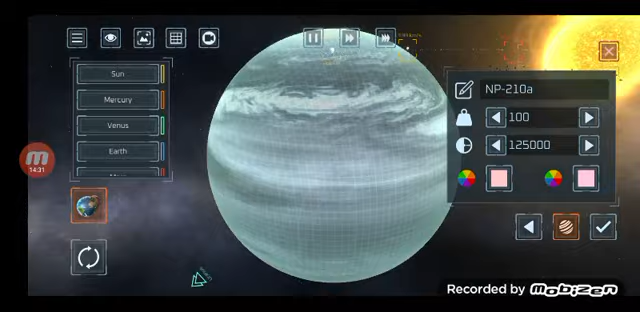 Sun
Mercury
Venus
Earth
14:31
NP-210a
100
125000
Recorded by mobizen